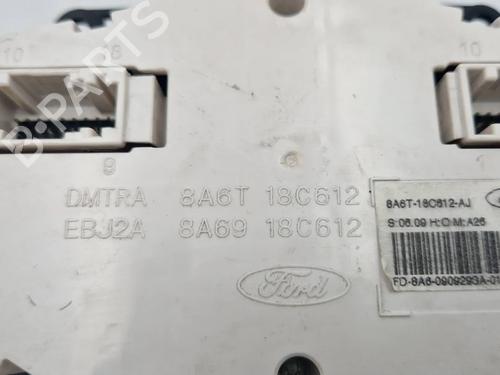 10
8
10
9
6
DMTRA 8A6T 18C612
EBJ2A 8A69 18C612
Ford
8A6T-18C612-AJ
S:06.09 H:O M:A26
FD-8A6-0909293A-01
B-PARTS